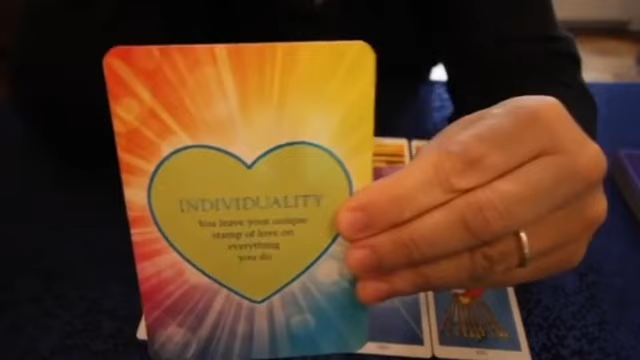 INDIVIDUALITY
You leave your unique
stamp of love on
everything
you do